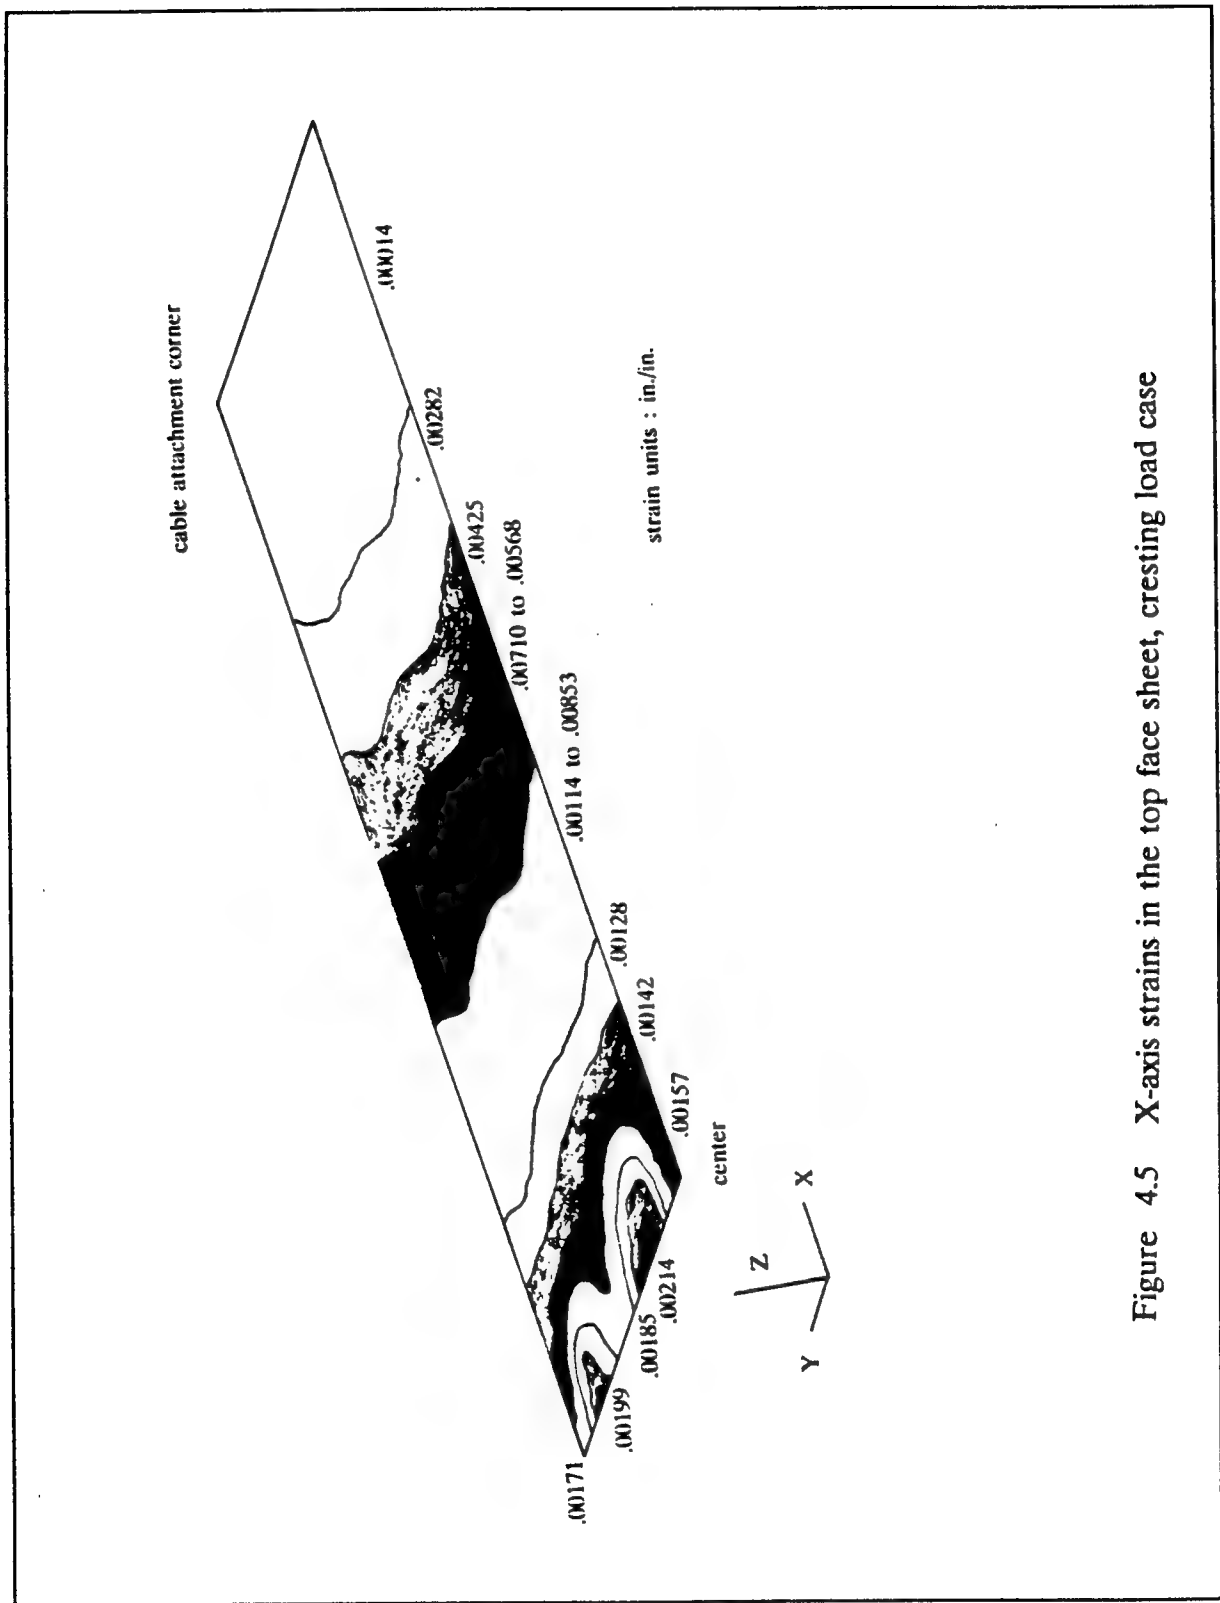 cable attachment corner
.00014
.00282
.00425
.00710 to .00568
.00114 to .00853
.00128
.00142
.00157
center
.00214
.00185
.00199
.00171
strain units : in./in.
Z
X
Y
Figure 4.5 X-axis strains in the top face sheet, cresting load case